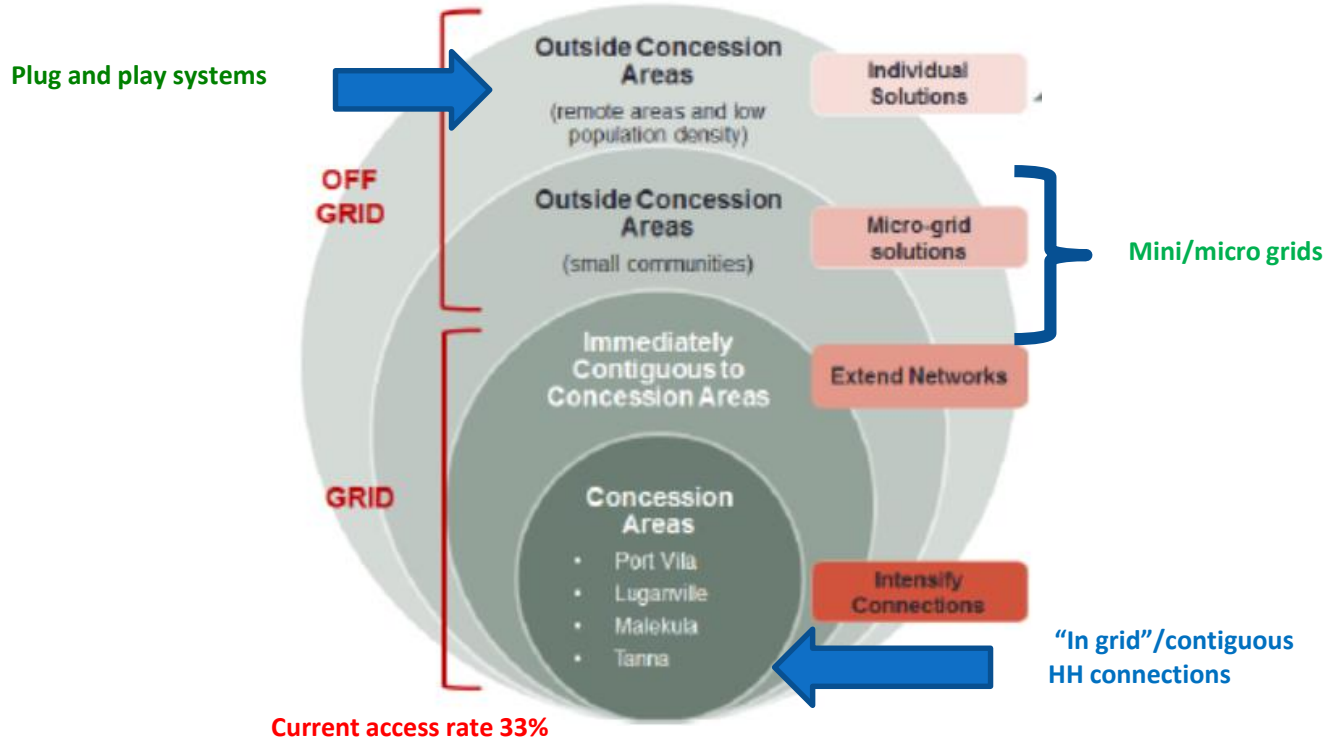 Plug and play systems
Outside Concession
Areas
(remote areas and low
population density)
Individual
Solutions
OFF
GRID
Outside Concession
Areas
(small communities)
Micro-grid
solutions
Mini/micro grids
Immediately
Contiguous to
Concession Areas
Extend Networks
GRID
Concession
Areas
• Port Vila
• Luganville
• Malekula
• Tanna
Intensify
Connections
“In grid”/contiguous
HH connections
Current access rate 33%